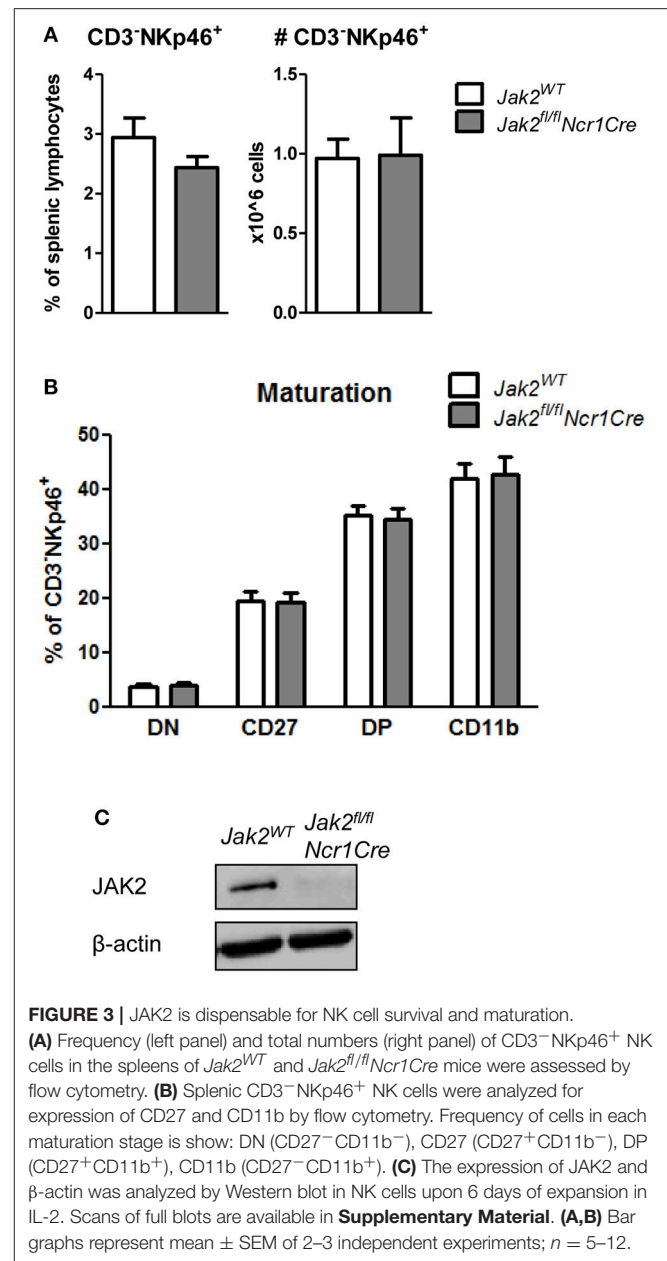 A
CD3⁻NKp46⁺
# CD3⁻NKp46⁺
% of splenic lymphocytes
4
3
2
1
0
x10^6 cells
1.5
1.0
0.5
0.0
Jak2^WT
Jak2^fl/fl Ncr1Cre
B
Maturation
Jak2^WT
Jak2^fl/fl Ncr1Cre
% of CD3⁻NKp46⁺
50
40
30
20
10
0
DN CD27 DP CD11b
C
Jak2^WT Jak2^fl/fl
Ncr1Cre
JAK2
β-actin
FIGURE 3 | JAK2 is dispensable for NK cell survival and maturation.
(A) Frequency (left panel) and total numbers (right panel) of CD3−NKp46+ NK
cells in the spleens of Jak2^WT and Jak2^fl/fl Ncr1Cre mice were assessed by
flow cytometry. (B) Splenic CD3−NKp46+ NK cells were analyzed for
expression of CD27 and CD11b by flow cytometry. Frequency of cells in each
maturation stage is show: DN (CD27−CD11b−), CD27 (CD27+CD11b−), DP
(CD27+CD11b+), CD11b (CD27−CD11b+). (C) The expression of JAK2 and
β-actin was analyzed by Western blot in NK cells upon 6 days of expansion in
IL-2. Scans of full blots are available in Supplementary Material. (A,B) Bar
graphs represent mean ± SEM of 2–3 independent experiments; n = 5–12.